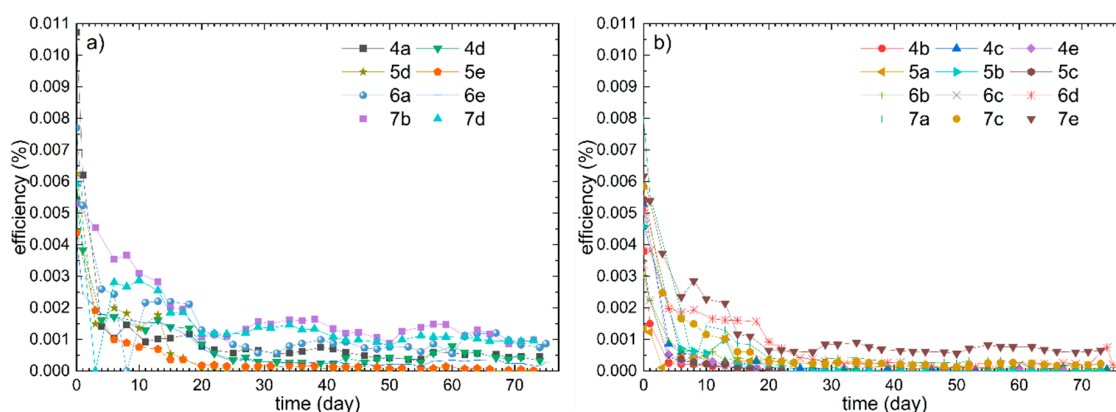 a)
4a 4d
5d 5e
6a 6e
7b 7d
efficiency (%)
0.011
0.010
0.009
0.008
0.007
0.006
0.005
0.004
0.003
0.002
0.001
0.000
0 10 20 30 40 50 60 70
time (day)
b)
4b 4c 4e
5a 5b 5c
6b 6c 6d
7a 7c 7e
efficiency (%)
0.011
0.010
0.009
0.008
0.007
0.006
0.005
0.004
0.003
0.002
0.001
0.000
0 10 20 30 40 50 60 70
time (day)